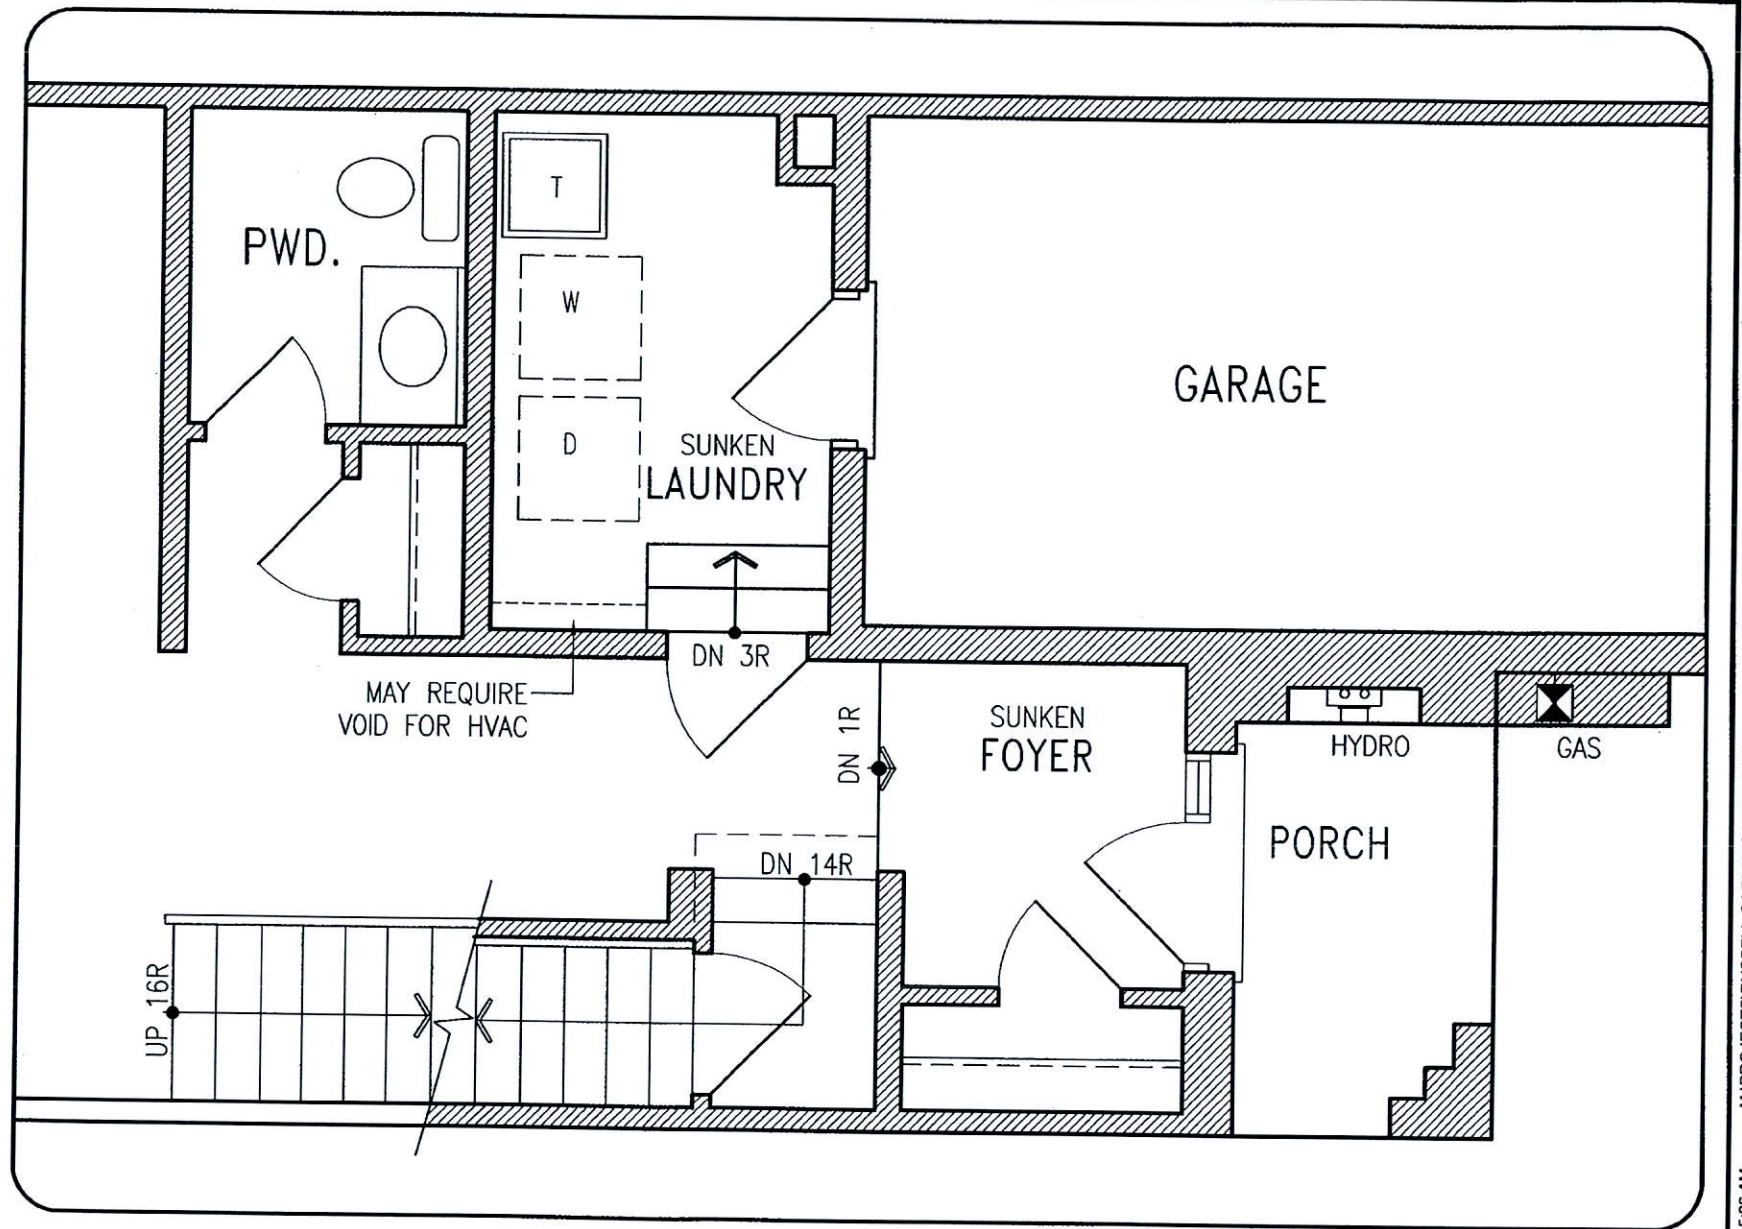 T
PWD.
W
GARAGE
D
SUNKEN
LAUNDRY
DN 3R
MAY REQUIRE
VOID FOR HVAC
DN 1R
SUNKEN
FOYER
HYDRO
GAS
PORCH
DN 14R
UP 16R